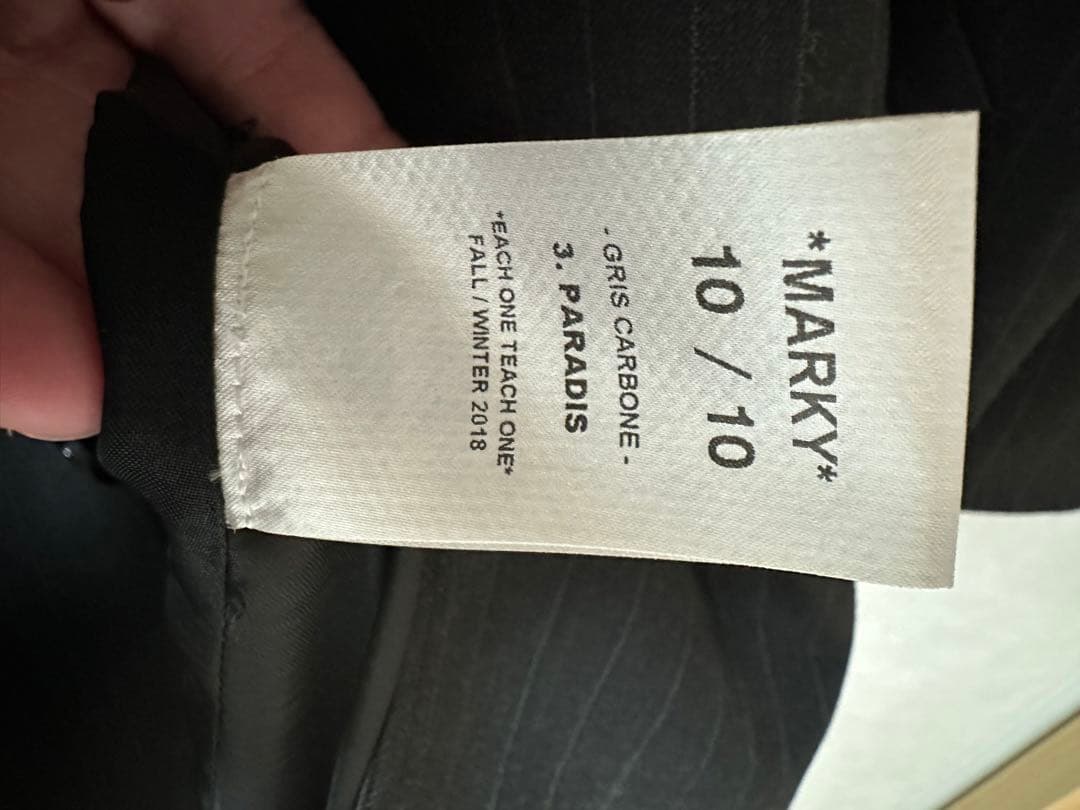 *MARKY*
10 / 10
- GRIS CARBONE -
3. PARADIS
*EACH ONE TEACH ONE*
FALL / WINTER 2018